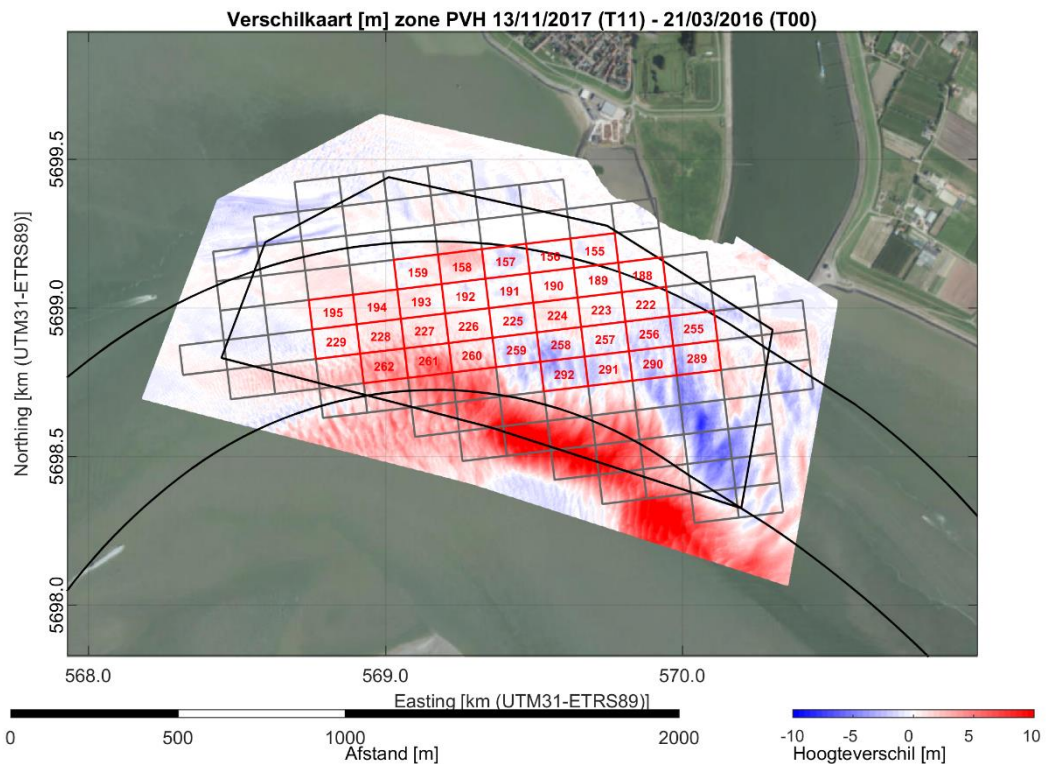 Verschilkaart [m] zone PVH 13/11/2017 (T11) - 21/03/2016 (T00)
Northing [km (UTM31-ETRS89)]
5699.5
5699.0
5698.5
5698.0
159 158 157 156 155
195 194 193 192 191 190 189 188
229 228 227 226 225 224 223 222
262 261 260 259 258 257 256 255
292 291 290 289
568.0 569.0 570.0
Easting [km (UTM31-ETRS89)]
0 500 1000 2000
Afstand [m]
-10 -5 0 5 10
Hoogteverschil [m]